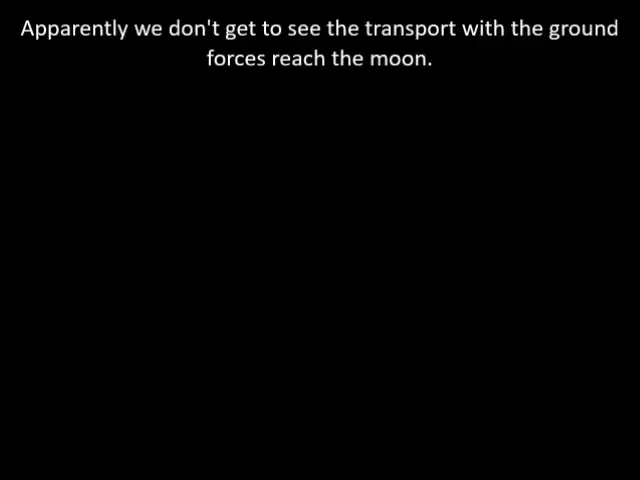 Apparently we don't get to see the transport with the ground
forces reach the moon.